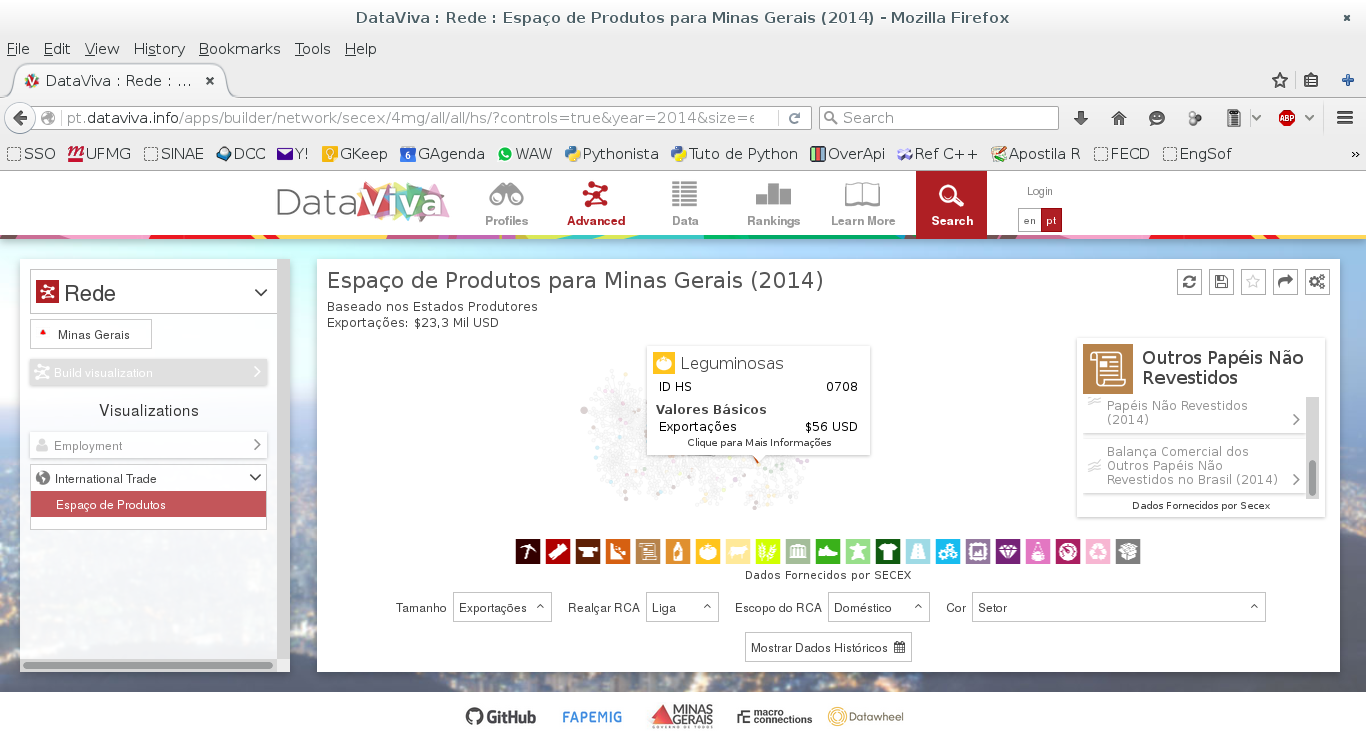 DataViva : Rede : Espaço de Produtos para Minas Gerais (2014) - Mozilla Firefox
File Edit View History Bookmarks Tools Help
DataViva : Rede : ...
pt.dataviva.info/apps/builder/network/secex/4mg/all/all/hs/?controls=true&year=2014&size=e
Search
ABP
SSO UFMG SINAE DCC Y! GKeep 6 GAgenda WAW Pythonista Tuto de Python OverApi Ref C++ Apostila R FECD EngSof »
DataViva
Profiles
Advanced
Data
Rankings
Learn More
Search
Login
en pt
Rede
Minas Gerais
Build visualization
Visualizations
Employment
International Trade
Espaço de Produtos
Espaço de Produtos para Minas Gerais (2014)
Baseado nos Estados Produtores
Exportações: $23,3 Mil USD
Leguminosas
ID HS 0708
Valores Básicos
Exportações $56 USD
Clique para Mais Informações
Outros Papéis Não
Revestidos
Papéis Não Revestidos
(2014)
Balança Comercial dos
Outros Papéis Não
Revestidos no Brasil (2014)
Dados Fornecidos por Secex
Dados Fornecidos por SECEX
Tamanho Exportações Realçar RCA Liga Escopo do RCA Doméstico Cor Setor
Mostrar Dados Históricos
GitHub
FAPEMIG
MINAS
GERAIS
macro
connections
Datawheel